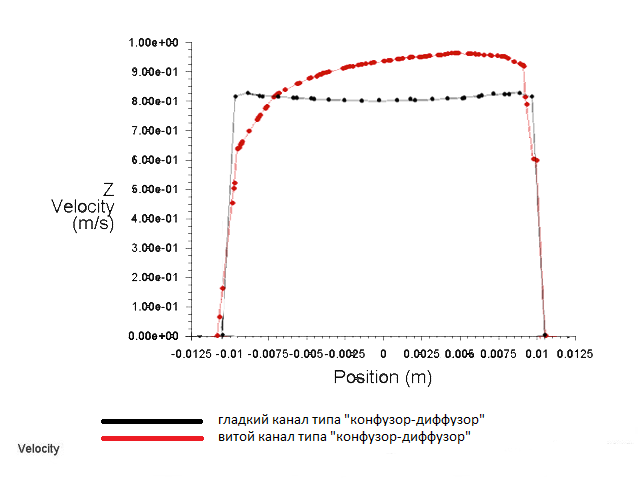 1.00e+00
9.00e-01
8.00e-01
7.00e-01
6.00e-01
5.00e-01
4.00e-01
3.00e-01
2.00e-01
1.00e-01
0.00e+00
Z
Velocity
(m/s)
-0.0125 -0.01 -0.0075 -0.005 -0.0025 0 0.0025 0.005 0.0075 0.01 0.0125
Position (m)
гладкий канал типа "конфузор-диффузор"
витой канал типа "конфузор-диффузор"
Velocity